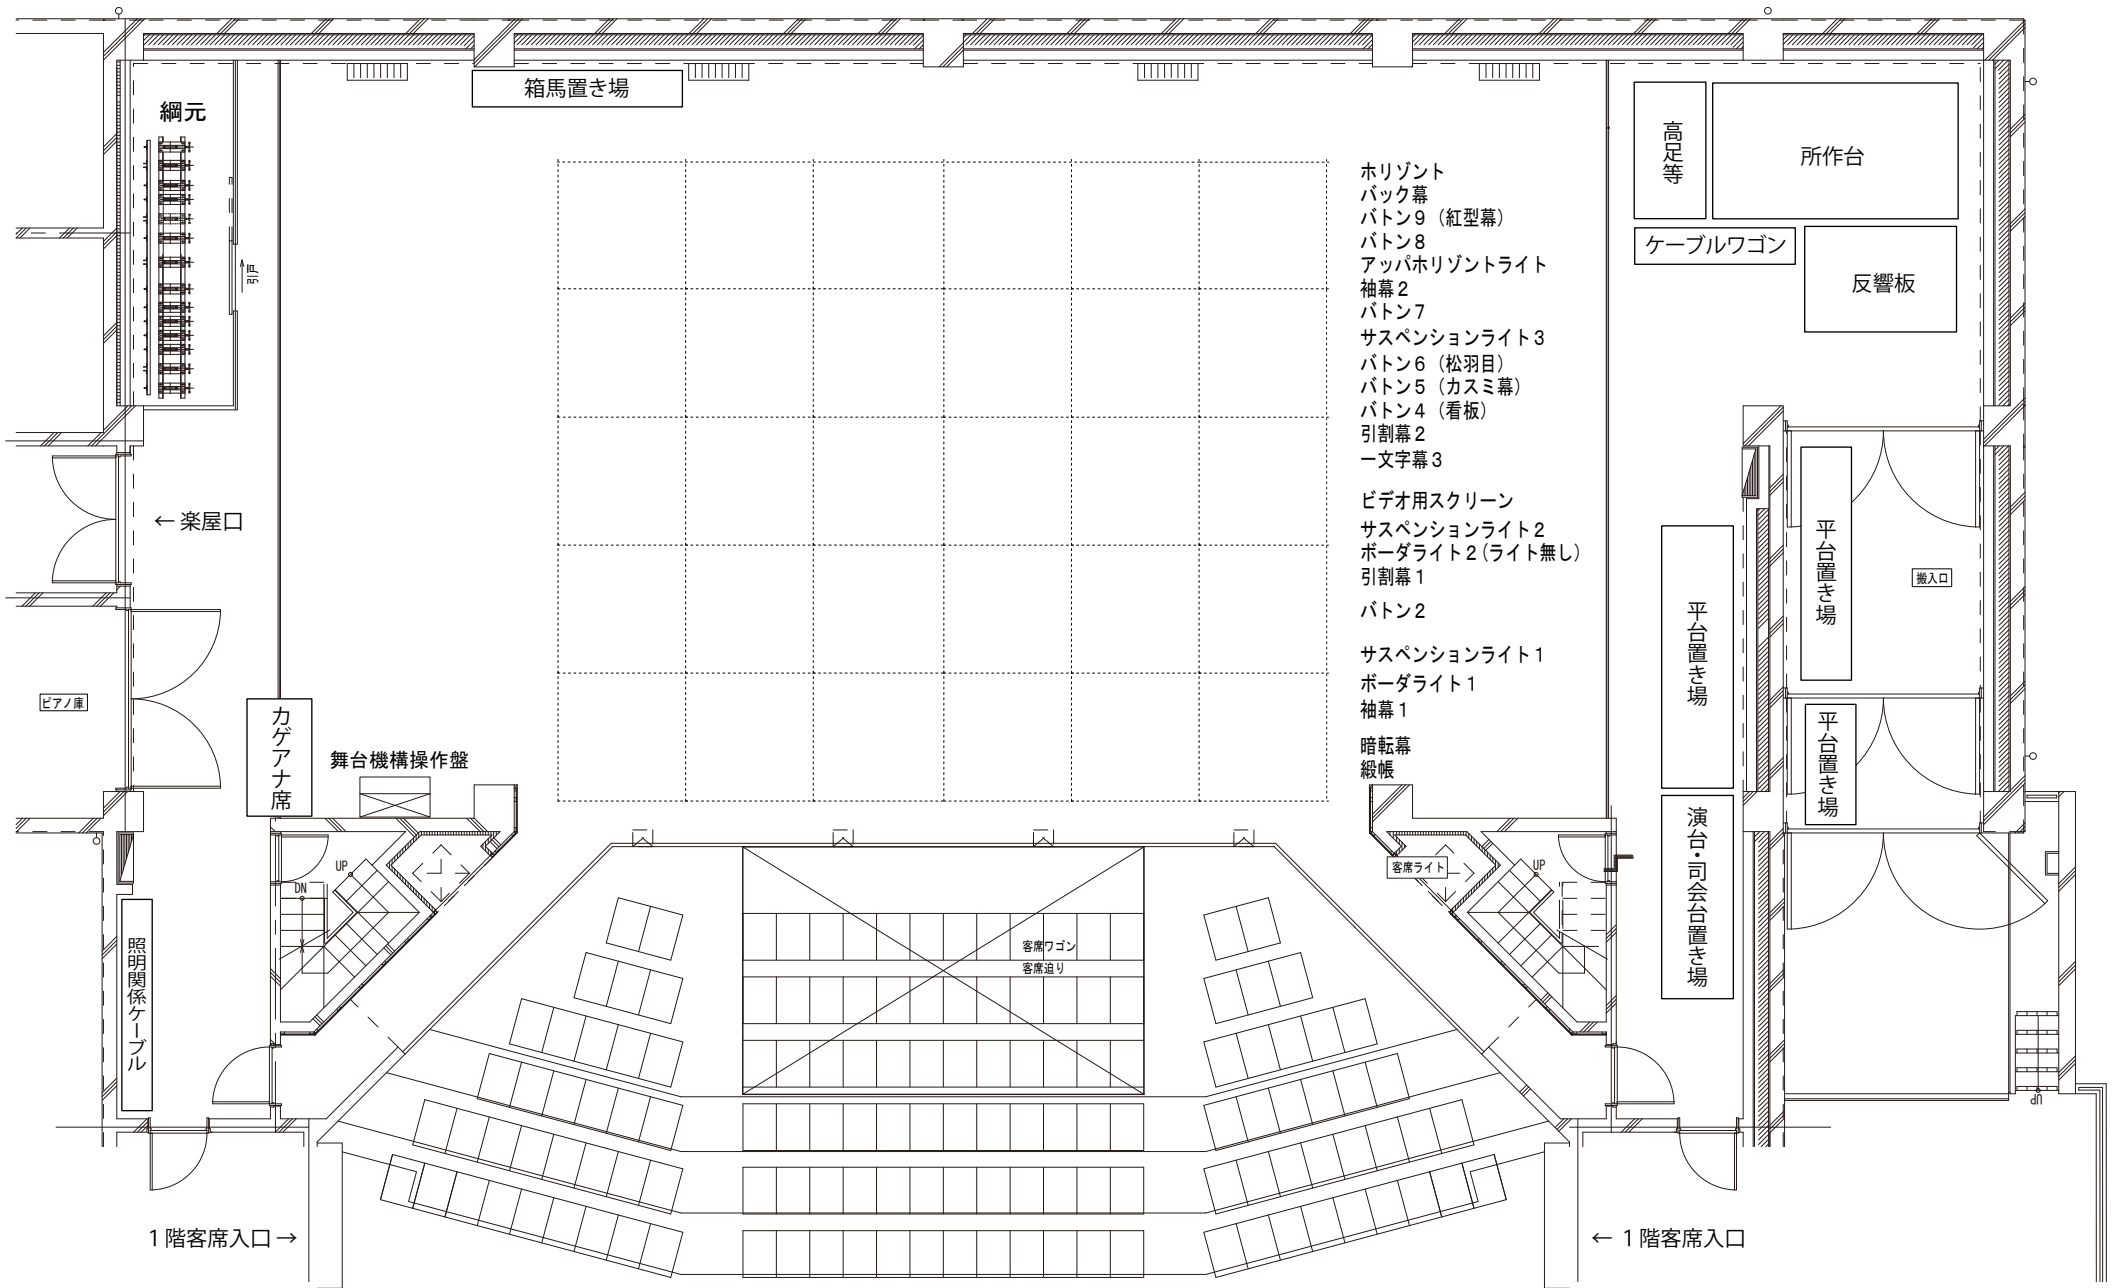 箱馬置き場
綱元
引戸
高足等
所作台
ケーブルワゴン
反響板
ホリゾント
バック幕
バトン9（紅型幕）
バトン8
アッパホリゾントライト
袖幕2
バトン7
サスペンションライト3
バトン6（松羽目）
バトン5（カスミ幕）
バトン4（看板）
引割幕2
一文字幕3
ビデオ用スクリーン
サスペンションライト2
ボーダライト2(ライト無し)
引割幕1
バトン2
サスペンションライト1
ボーダライト1
袖幕1
暗転幕
緞帳
←楽屋口
ピアノ庫
カゲアナ席
舞台機構操作盤
平台置き場
搬入口
平台置き場
平台置き場
演台・司会台置き場
UP
DN
客席ライト
UP
照明関係ケーブル
客席ワゴン
客席迫り
UP
1階客席入口→
← 1階客席入口